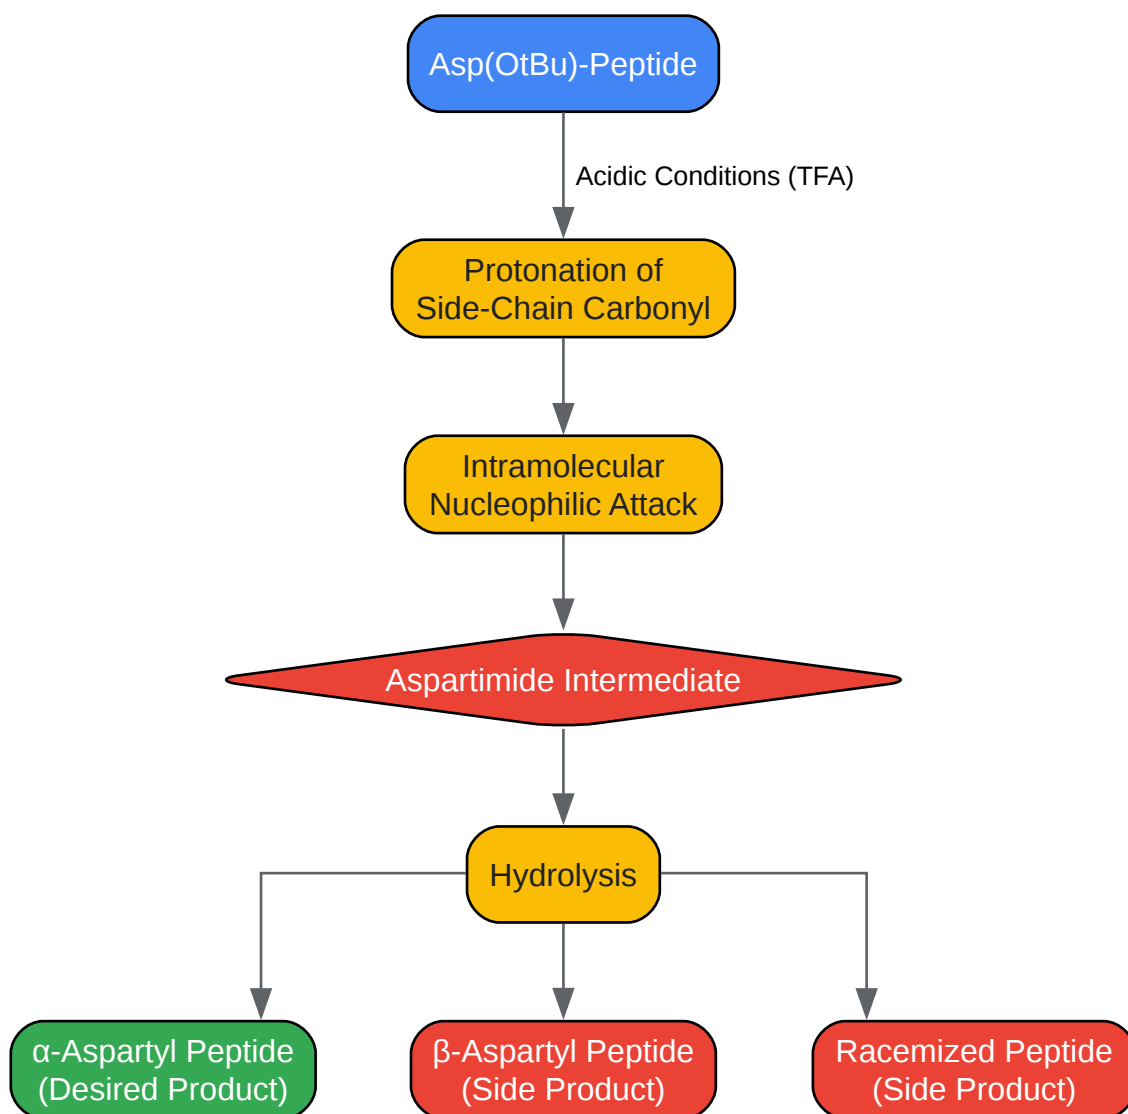 Asp(OtBu)-Peptide
Acidic Conditions (TFA)
Protonation of
Side-Chain Carbonyl
Intramolecular
Nucleophilic Attack
Aspartimide Intermediate
Hydrolysis
α-Aspartyl Peptide
(Desired Product)
β-Aspartyl Peptide
(Side Product)
Racemized Peptide
(Side Product)